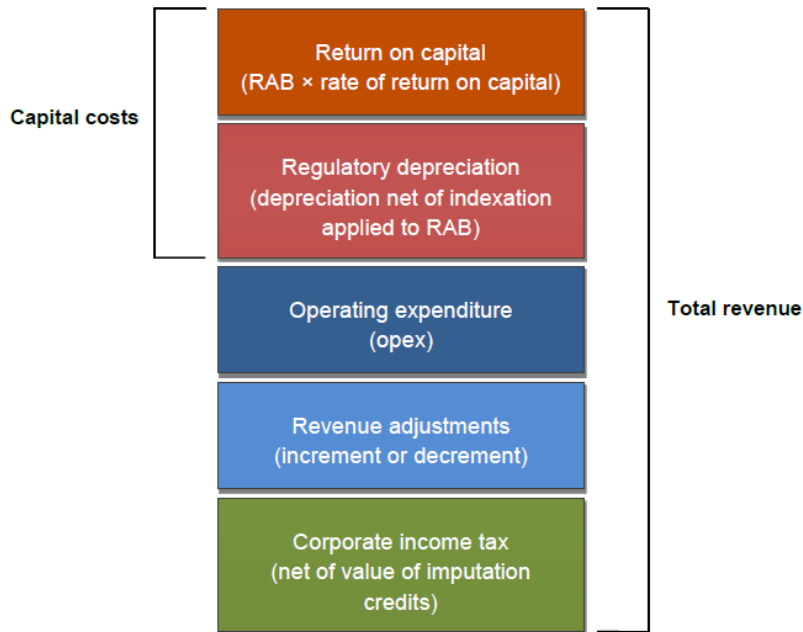 Return on capital
(RAB × rate of return on capital)
Capital costs
Regulatory depreciation
(depreciation net of indexation
applied to RAB)
Operating expenditure
(opex)
Total revenue
Revenue adjustments
(increment or decrement)
Corporate income tax
(net of value of imputation
credits)